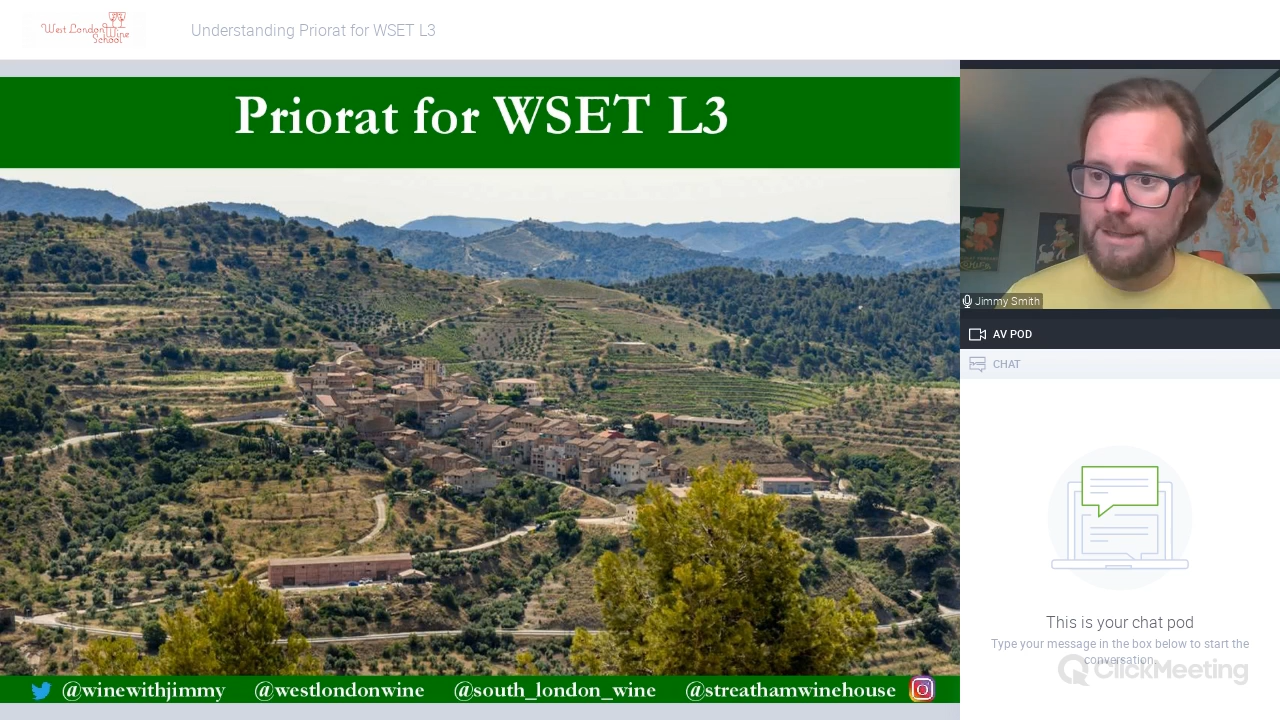 West London Wine School
Understanding Priorat for WSET L3
Priorat for WSET L3
Jimmy Smith
AV POD
CHAT
This is your chat pod
Type your message in the box below to start the
conversation.
ClickMeeting
@winewithjimmy @westlondonwine @south_london_wine @streathamwinehouse